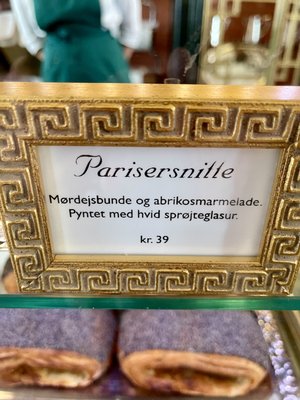 Parisersnitte
Mørdejsbunde og abrikosmarmelade.
Pyntet med hvid sprøjteglasur.
kr. 39